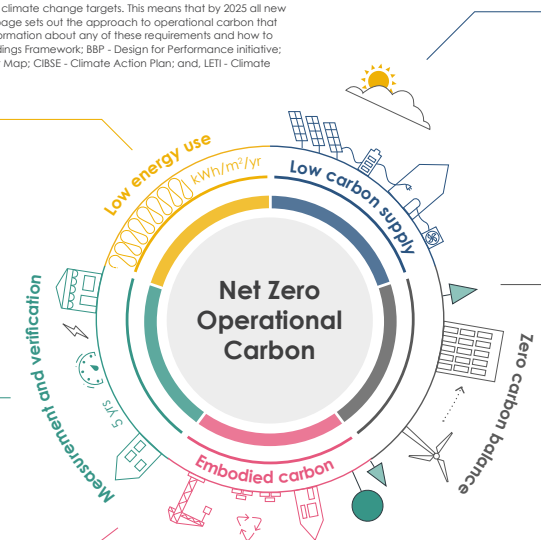 climate change targets. This means that by 2025 all new
page sets out the approach to operational carbon that
ormation about any of these requirements and how to
dings Framework; BBP - Design for Performance initiative;
Map; CIBSE - Climate Action Plan; and, LETI - Climate
Low energy use
kWh/m²/yr
Low carbon supply
Net Zero
Operational
Carbon
Measurement and verification
5 yrs
Zero carbon balance
Embodied carbon